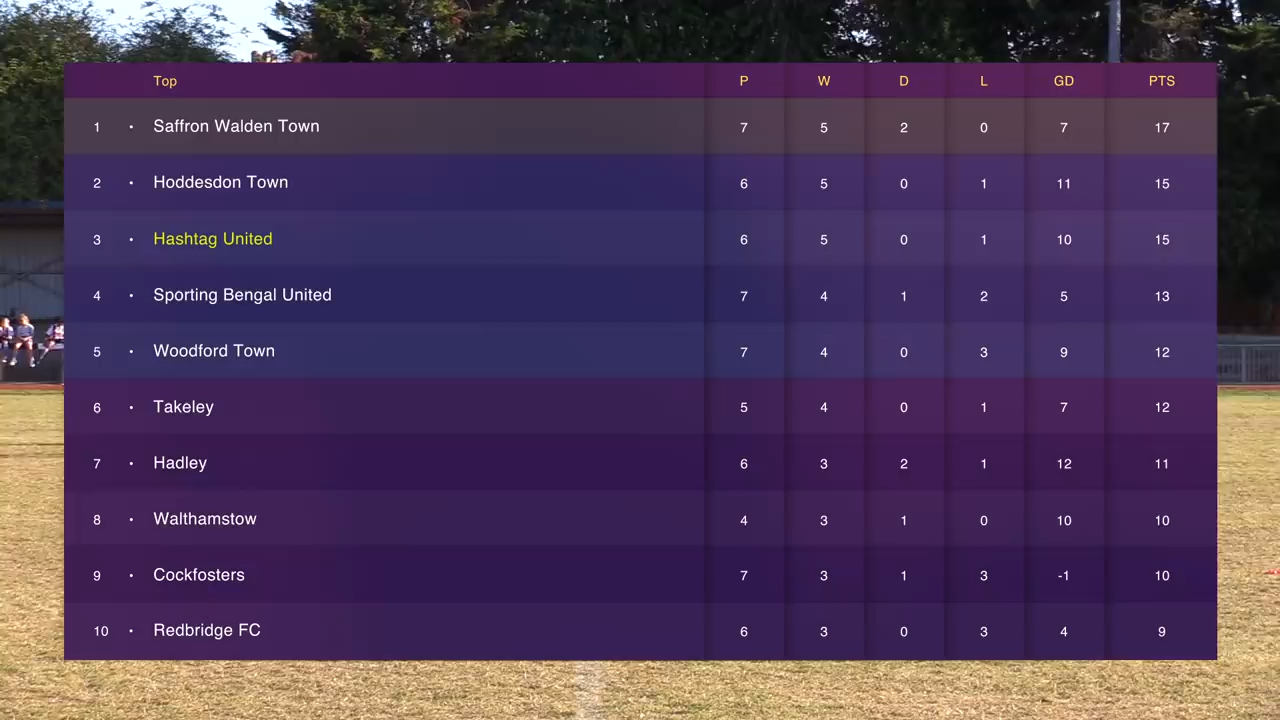 Top P W D L GD PTS
1 • Saffron Walden Town 7 5 2 0 7 17
2 • Hoddesdon Town 6 5 0 1 11 15
3 • Hashtag United 6 5 0 1 10 15
4 • Sporting Bengal United 7 4 1 2 5 13
5 • Woodford Town 7 4 0 3 9 12
6 • Takeley 5 4 0 1 7 12
7 • Hadley 6 3 2 1 12 11
8 • Walthamstow 4 3 1 0 10 10
9 • Cockfosters 7 3 1 3 -1 10
10 • Redbridge FC 6 3 0 3 4 9